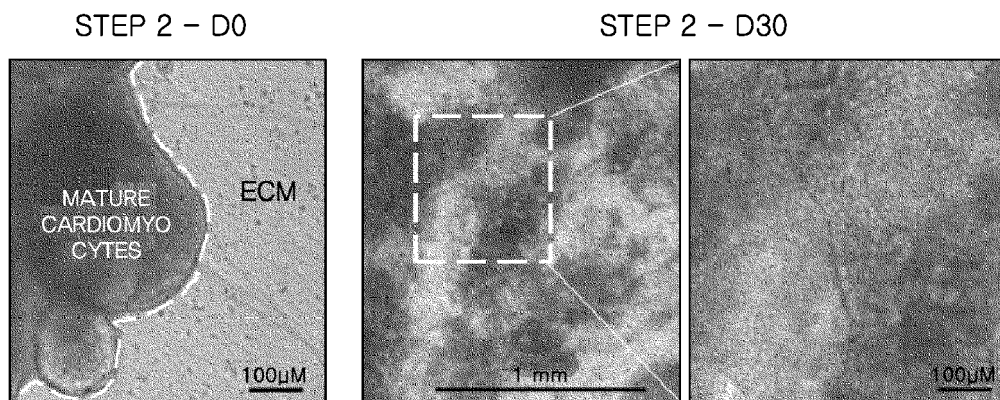 STEP 2 - D0
STEP 2 - D30
MATURE
CARDIOMYO
CYTES
ECM
100μM
1 mm
100μM